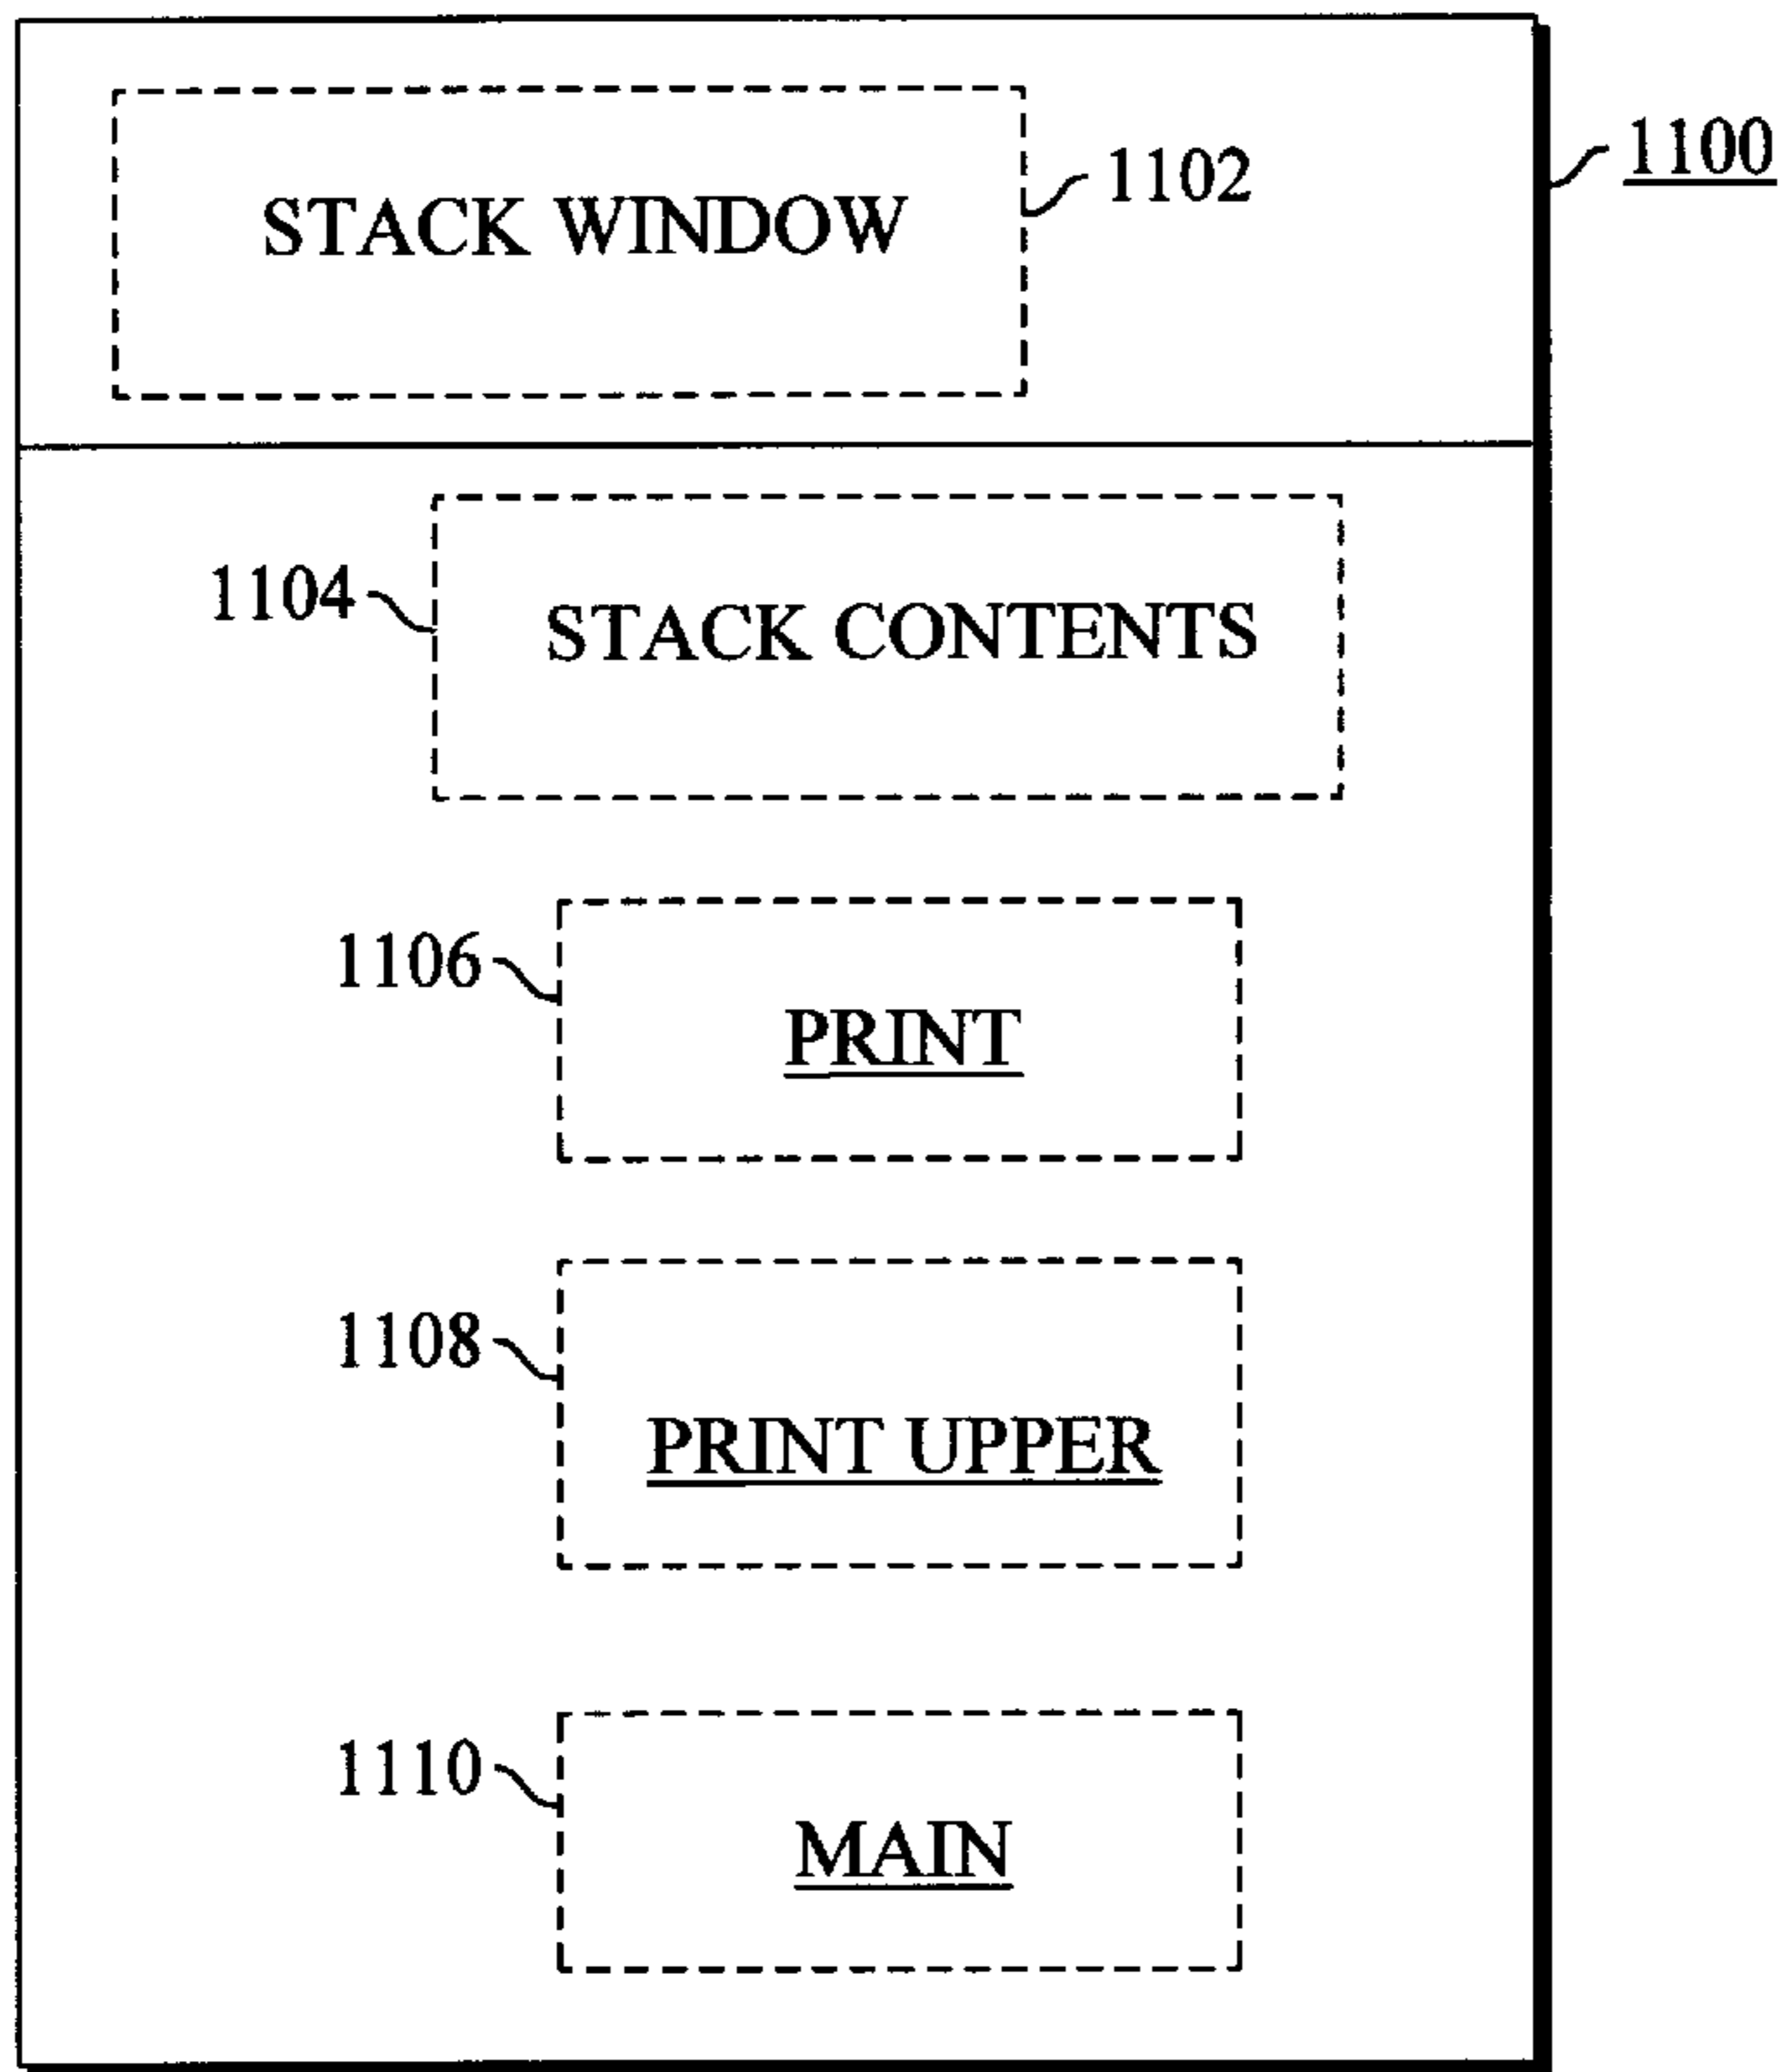 1100
STACK WINDOW 1102
1104 STACK CONTENTS
1106
PRINT
1108
PRINT UPPER
1110
MAIN